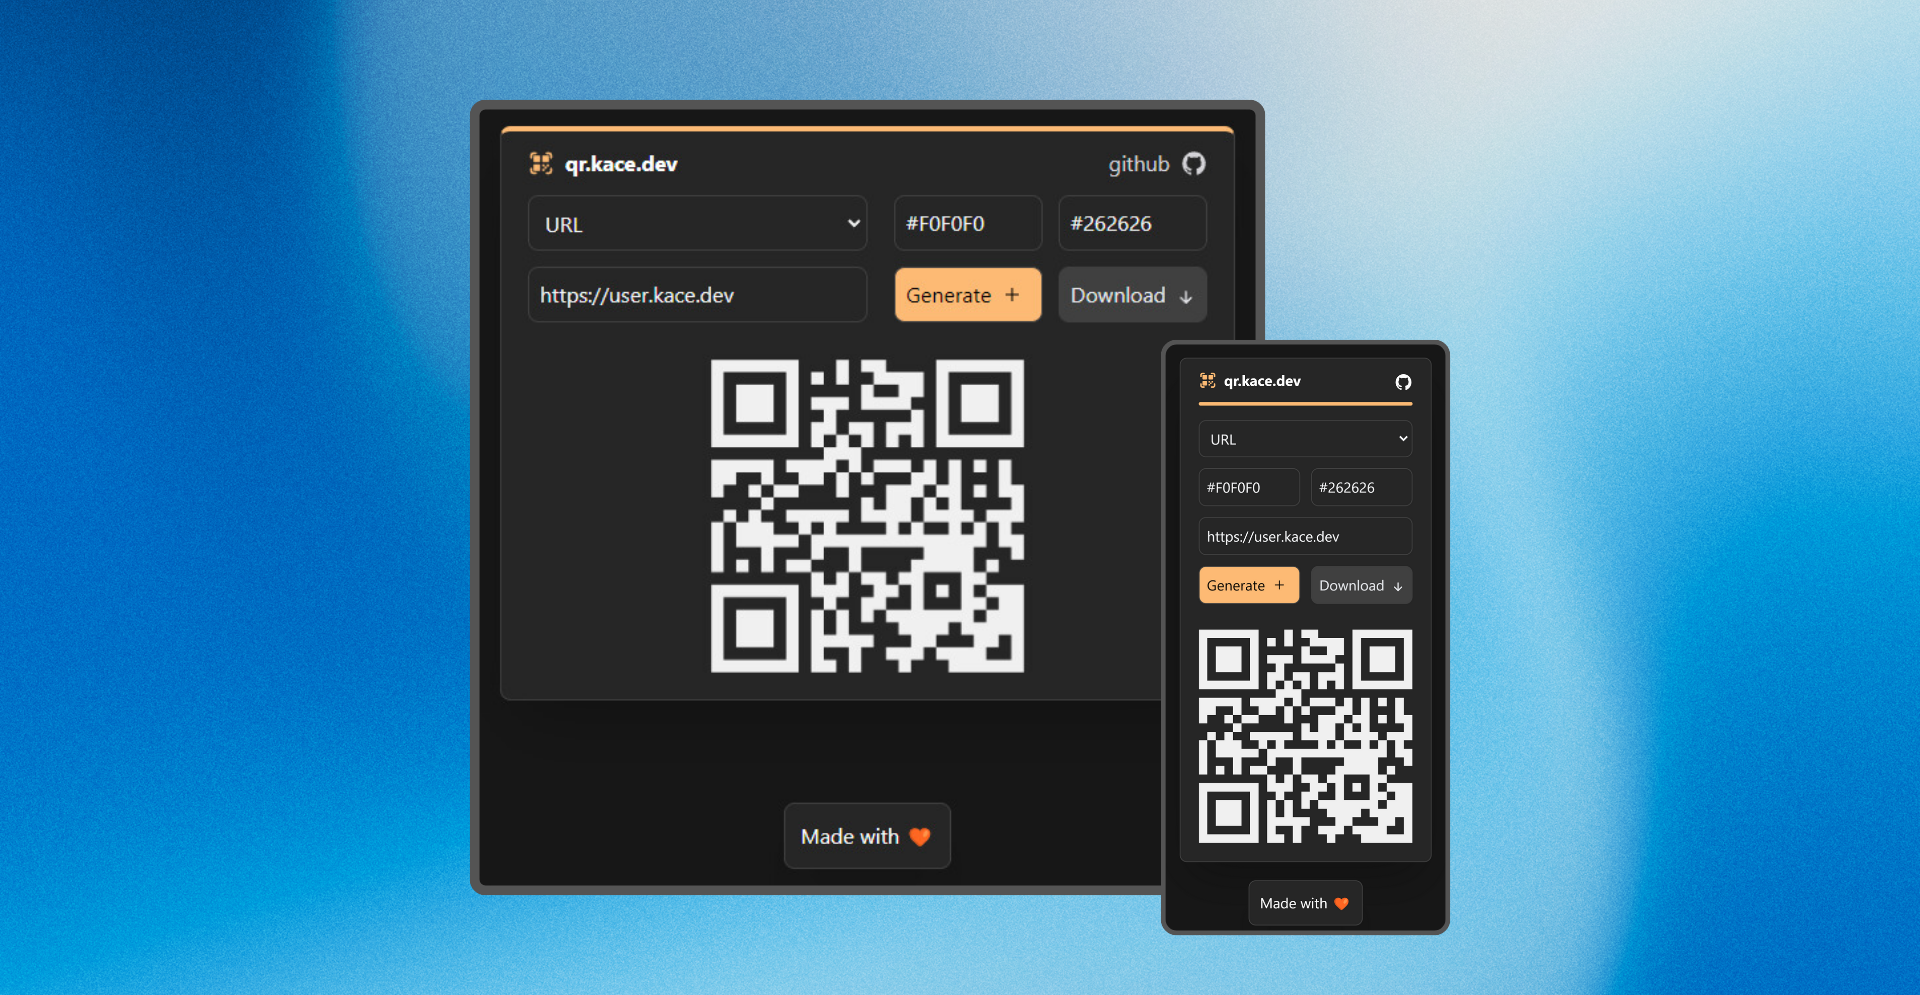 qr.kace.dev github
URL #F0F0F0 #262626
https://user.kace.dev Generate + Download ↓
Made with ❤️
qr.kace.dev
URL
#F0F0F0 #262626
https://user.kace.dev
Generate + Download ↓
Made with ❤️